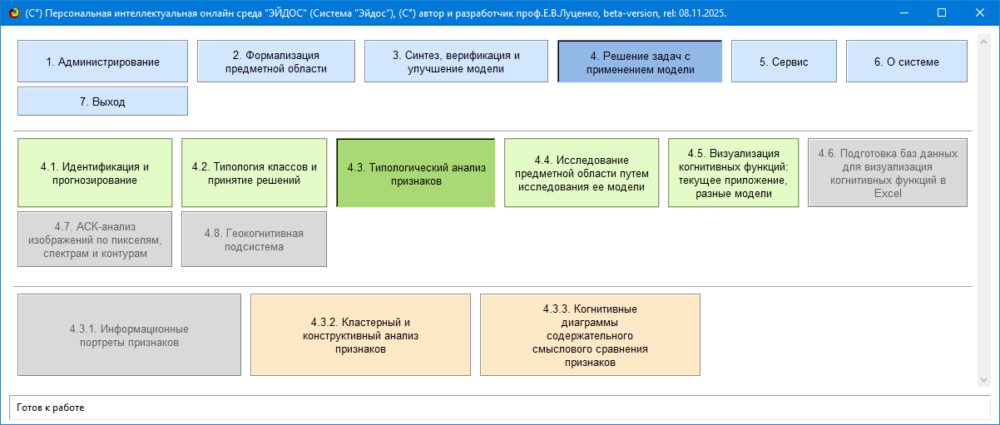 (С°) Персональная интеллектуальная онлайн среда "ЭЙДОС" (Система "Эйдос"), (С°) автор и разработчик проф.Е.В.Луценко, beta-version, rel: 08.11.2025.
1. Администрирование
2. Формализация
предметной области
3. Синтез, верификация и
улучшение модели
4. Решение задач с
применением модели
5. Сервис
6. О системе
7. Выход
4.1. Идентификация и
прогнозирование
4.2. Типология классов и
принятие решений
4.3. Типологический анализ
признаков
4.4. Исследование
предметной области путем
исследования ее модели
4.5. Визуализация
когнитивных функций:
текущее приложение,
разные модели
4.6. Подготовка баз данных
для визуализация
когнитивных функций в
Excel
4.7. АСК-анализ
изображений по пикселям,
спектрам и контурам
4.8. Геокогнитивная
подсистема
4.3.1. Информационные
портреты признаков
4.3.2. Кластерный и
конструктивный анализ
признаков
4.3.3. Когнитивные
диаграммы
содержательного
смыслового сравнения
признаков
Готов к работе